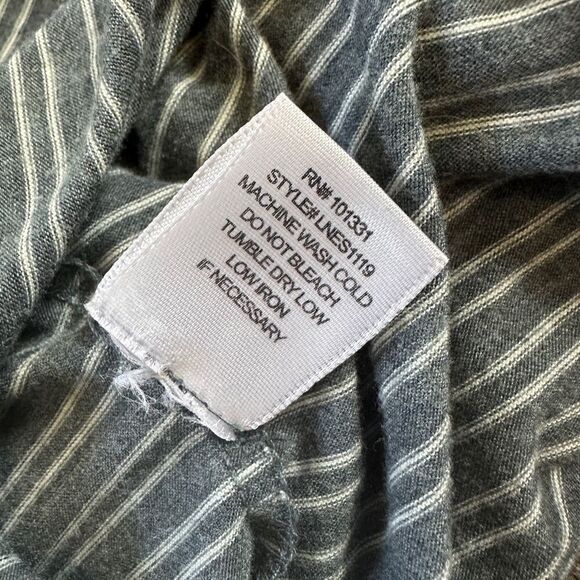 RN# 101331
STYLE# LNES1119
MACHINE WASH COLD
DO NOT BLEACH
TUMBLE DRY LOW
LOW IRON
IF NECESSARY